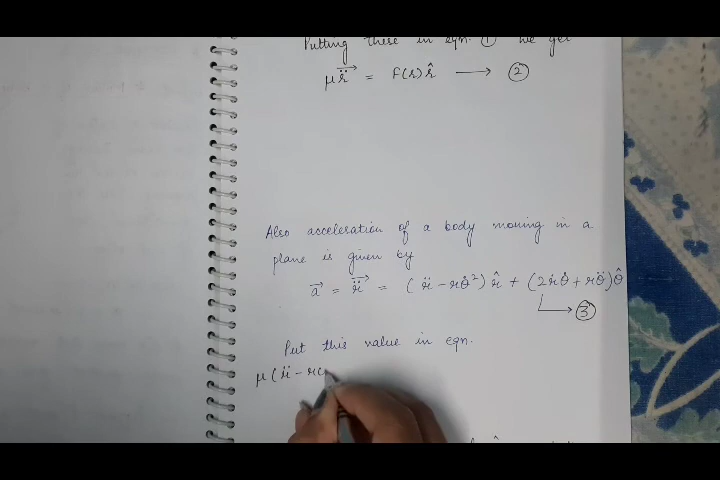 Putting these in eqn. ① we get
μ r̈⃗ = f(r) r̂ ⟶ ②
Also acceleration of a body moving in a
plane is given by
a⃗ = r̈⃗ = ( r̈ − rθ̇² ) r̂ + (2ṙθ̇ + rθ̈) θ̂
③
Put this value in eqn.
μ ( r̈ − r